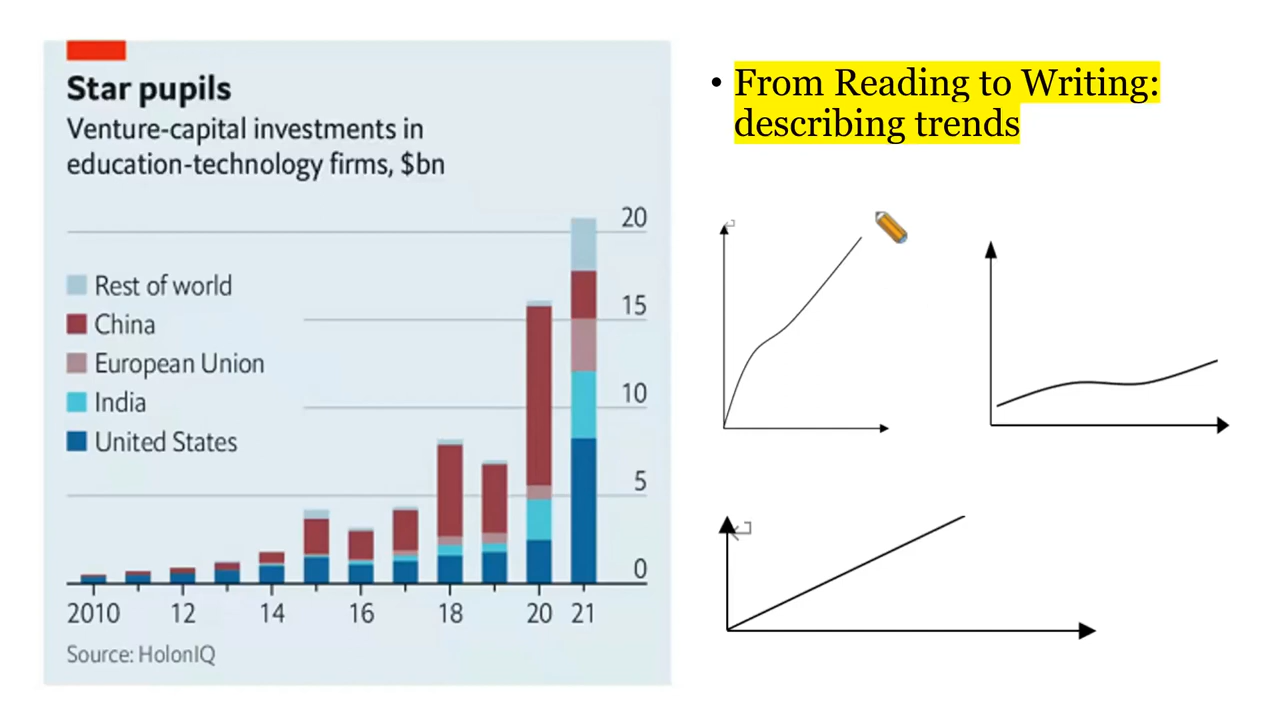 Star pupils
Venture-capital investments in
education-technology firms, $bn
20
15
10
5
0
Rest of world
China
European Union
India
United States
2010 12 14 16 18 20 21
Source: HolonIQ
• From Reading to Writing:
describing trends